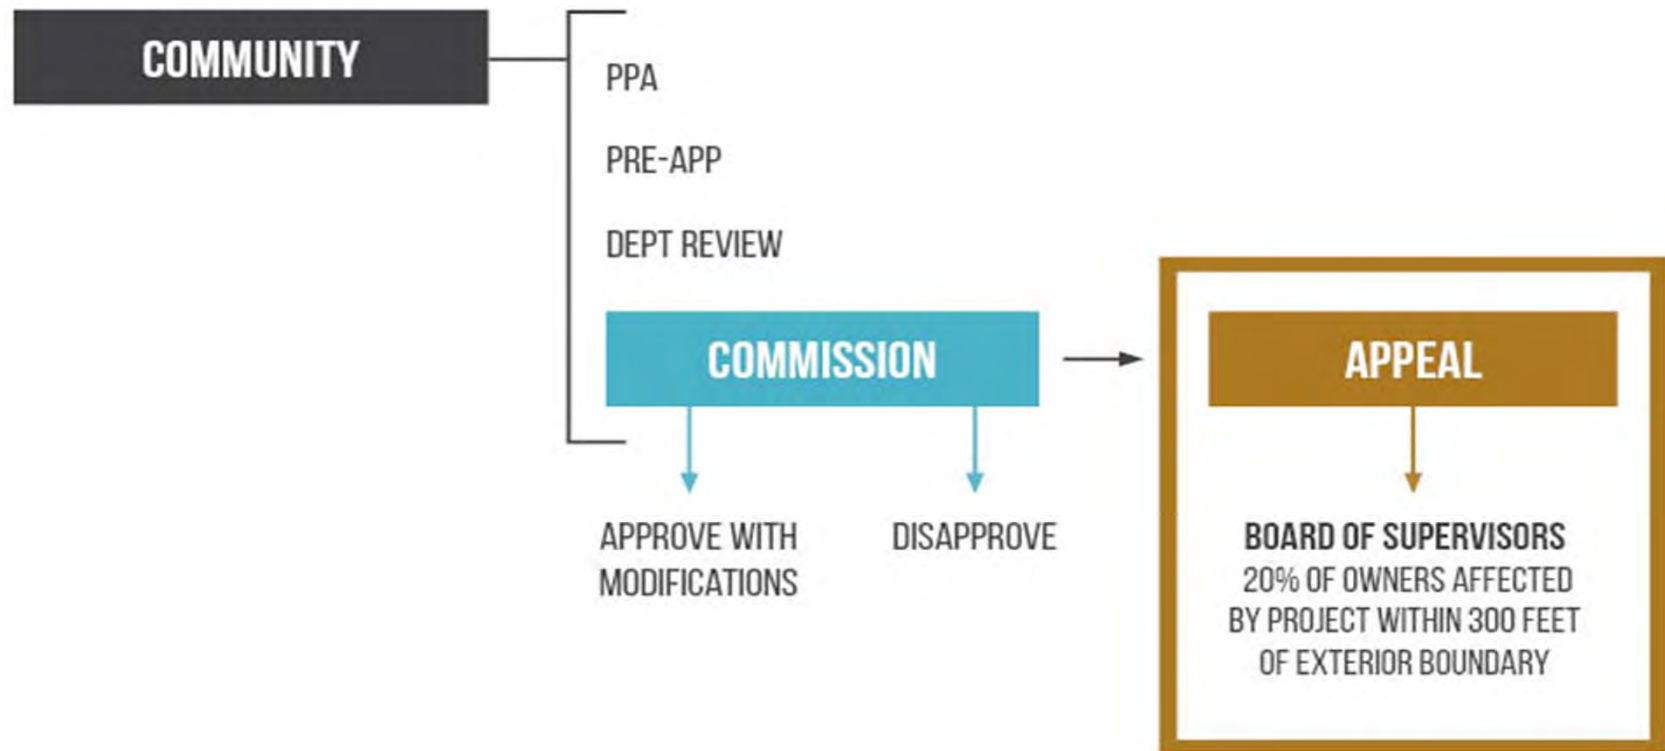 COMMUNITY
PPA
PRE-APP
DEPT REVIEW
COMMISSION
APPROVE WITH
MODIFICATIONS
DISAPPROVE
APPEAL
BOARD OF SUPERVISORS
20% OF OWNERS AFFECTED
BY PROJECT WITHIN 300 FEET
OF EXTERIOR BOUNDARY